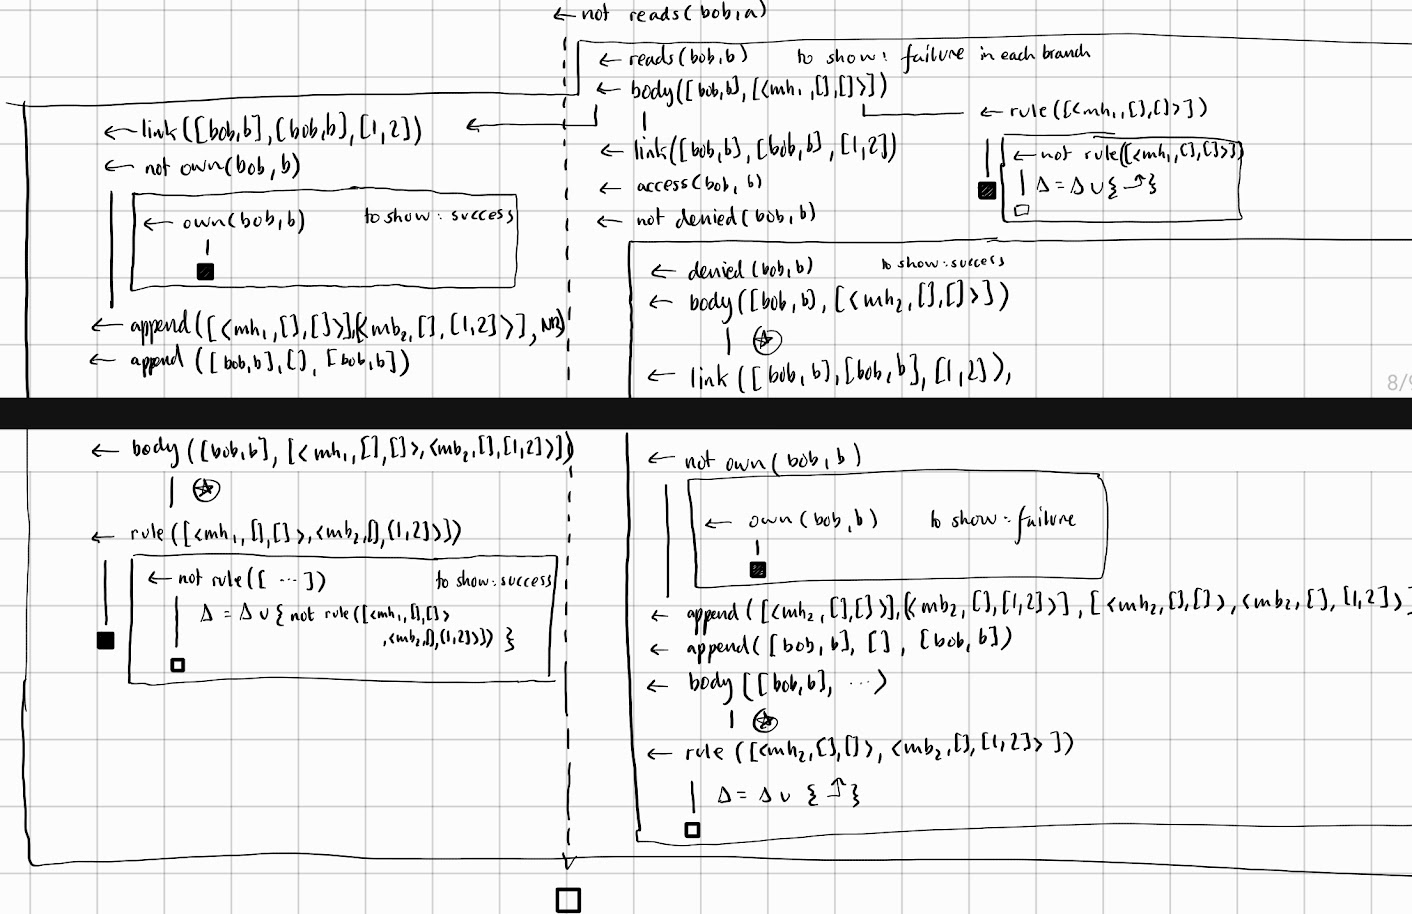 ← not reads(bob,a)
← reads(bob,b) to show: failure in each branch
← body([bob,b],[<mh1,[],[]>])
← rule([<mh1,[],[]>])
← not rule([<mh1,[],[]>])
Δ = Δ ∪ { ⤴ }
← link([bob,b],[bob,b],[1,2])
← access(bob,b)
← not denied(bob,b)
← denied(bob,b) to show: success
← body([bob,b],[<mh2,[],[]>])
← link([bob,b],[bob,b],[1,2]),
8/9
← not own(bob,b)
← own(bob,b) to show: failure
← append([<mh2,[],[]>],[<mb2,[],[1,2]>],[<mh2,[],[]>,<mb2,[],[1,2]>
← append([bob,b],[],[bob,b])
← body([bob,b], ...)
← rule([<mh2,[],[]>,<mb2,[],[1,2]>])
Δ = Δ ∪ { ⤴ }
← link([bob,b],[bob,b],[1,2])
← not own(bob,b)
← own(bob,b) to show: success
← append([<mh1,[],[]>],[<mb2,[],[1,2]>],NR)
← append([bob,b],[],[bob,b])
← body([bob,b],[<mh1,[],[]>,<mb2,[],[1,2]>])
← rule([<mh1,[],[]>,<mb2,[],[1,2]>])
← not rule([ ... ]) to show: success
Δ = Δ ∪ { not rule([<mh1,[],[]>
,<mb2,[],[1,2]>]) }